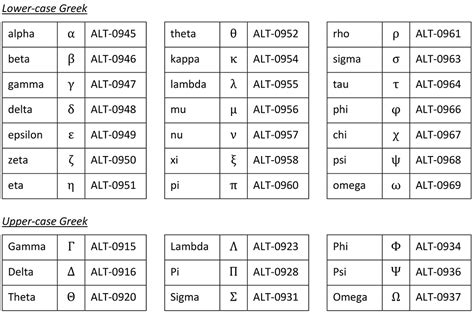 Lower-case Greek
alpha α ALT-0945 theta θ ALT-0952 rho ρ ALT-0961
beta β ALT-0946 kappa κ ALT-0954 sigma σ ALT-0963
gamma γ ALT-0947 lambda λ ALT-0955 tau τ ALT-0964
delta δ ALT-0948 mu μ ALT-0956 phi φ ALT-0966
epsilon ε ALT-0949 nu ν ALT-0957 chi χ ALT-0967
zeta ζ ALT-0950 xi ξ ALT-0958 psi ψ ALT-0968
eta η ALT-0951 pi π ALT-0960 omega ω ALT-0969
Upper-case Greek
Gamma Γ ALT-0915 Lambda Λ ALT-0923 Phi Φ ALT-0934
Delta Δ ALT-0916 Pi Π ALT-0928 Psi Ψ ALT-0936
Theta Θ ALT-0920 Sigma Σ ALT-0931 Omega Ω ALT-0937